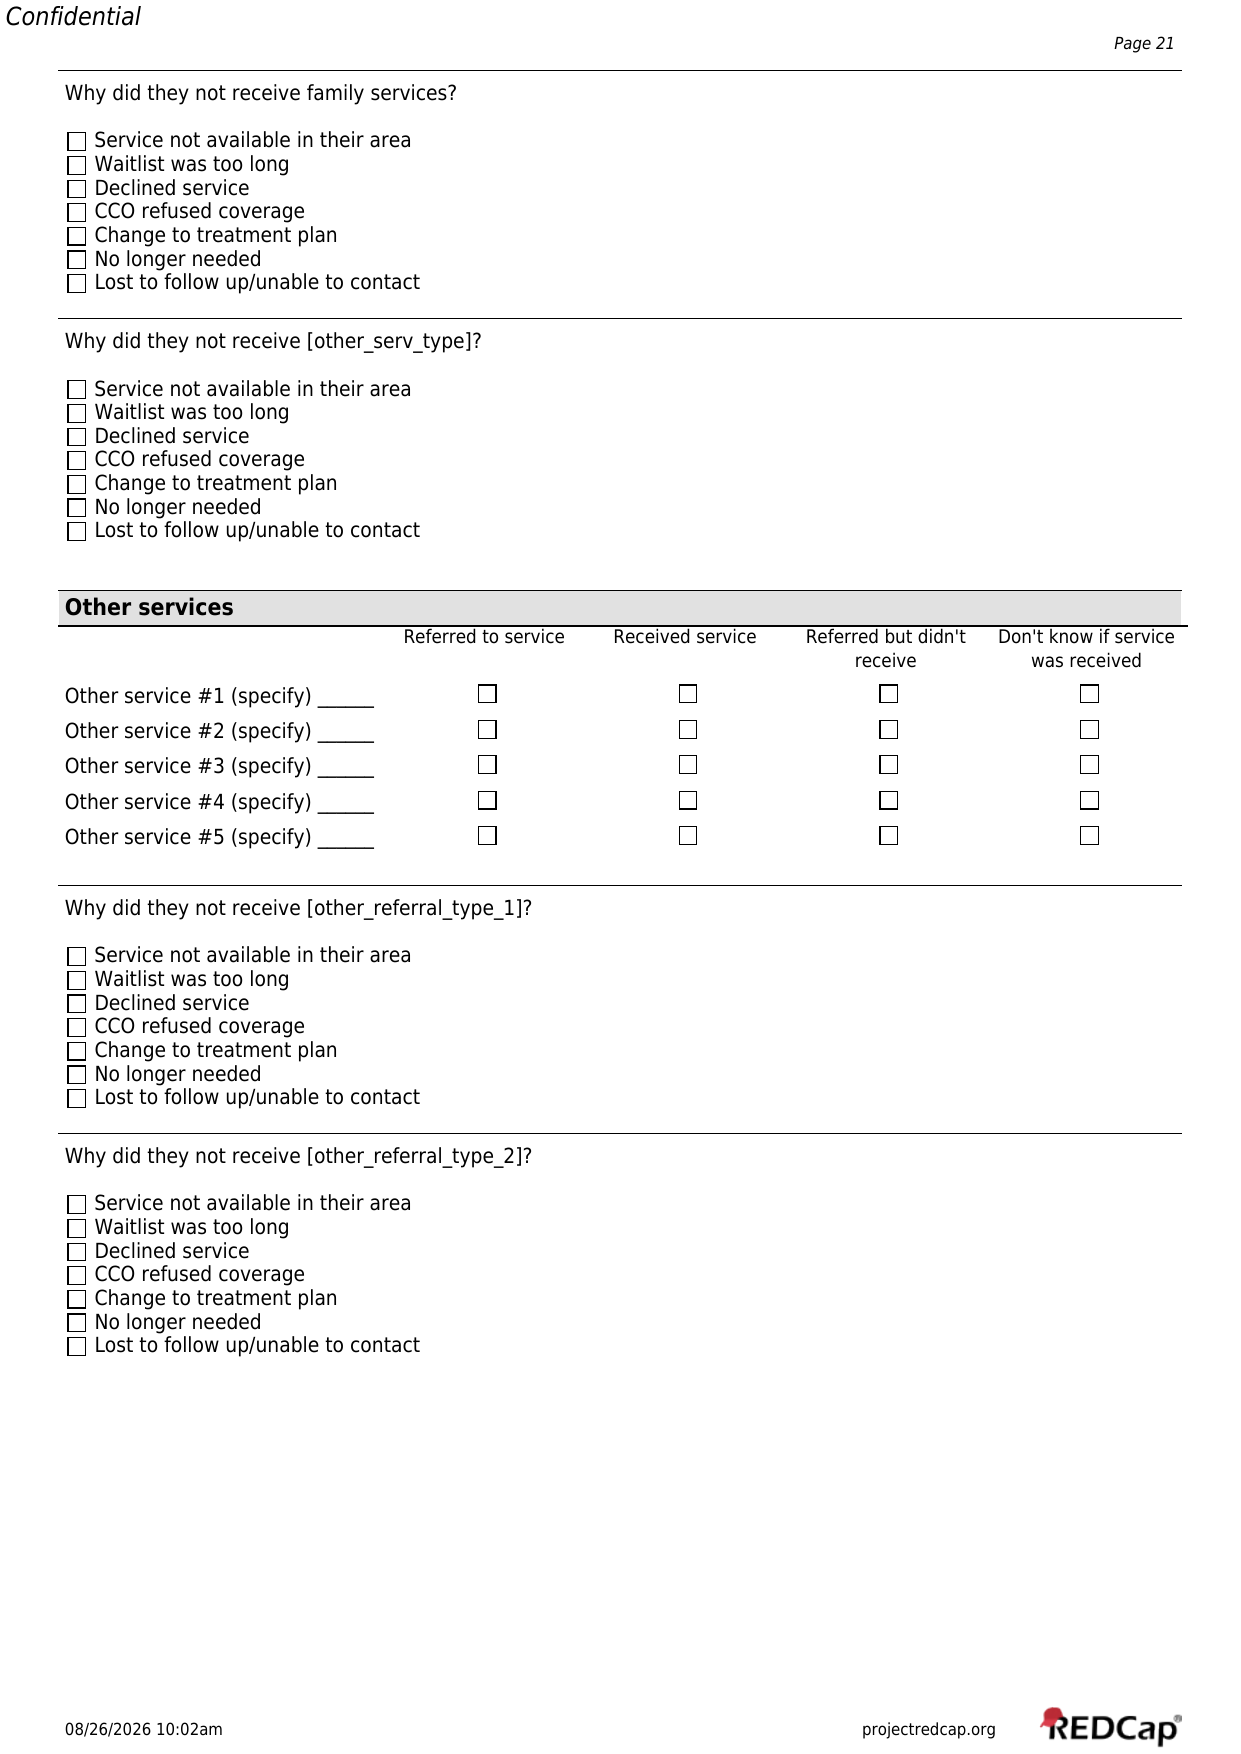 Confidential
Page 21
Why did they not receive family services?
Service not available in their area
Waitlist was too long
Declined service
CCO refused coverage
Change to treatment plan
No longer needed
Lost to follow up/unable to contact
Why did they not receive [other_serv_type]?
Service not available in their area
Waitlist was too long
Declined service
CCO refused coverage
Change to treatment plan
No longer needed
Lost to follow up/unable to contact
Other services
Referred to service Received service Referred but didn't Don't know if service
receive was received
Other service #1 (specify) ______
Other service #2 (specify) ______
Other service #3 (specify) ______
Other service #4 (specify) ______
Other service #5 (specify) ______
Why did they not receive [other_referral_type_1]?
Service not available in their area
Waitlist was too long
Declined service
CCO refused coverage
Change to treatment plan
No longer needed
Lost to follow up/unable to contact
Why did they not receive [other_referral_type_2]?
Service not available in their area
Waitlist was too long
Declined service
CCO refused coverage
Change to treatment plan
No longer needed
Lost to follow up/unable to contact
08/26/2026 10:02am projectredcap.org REDCap®